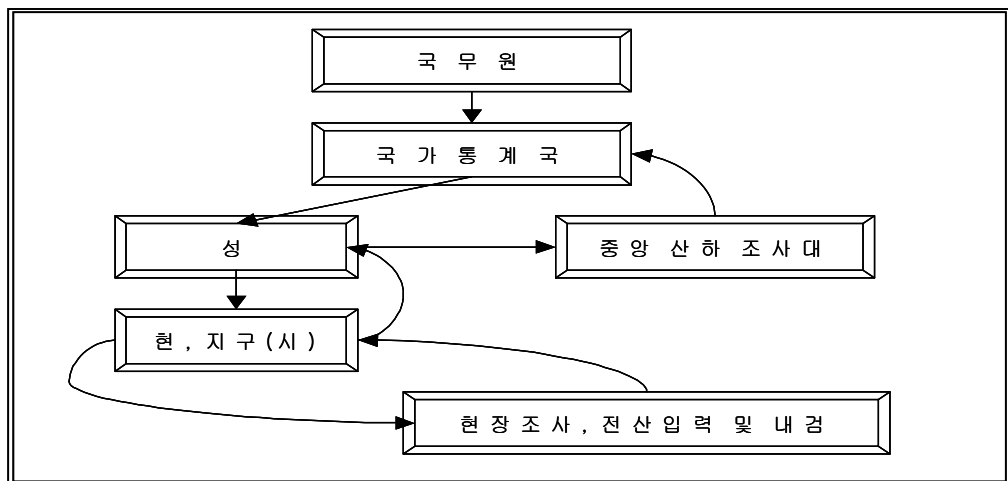 국 무 원
국 가 통 계 국
성
중 앙 산 하 조 사 대
현 , 지 구 ( 시 )
현 장 조 사 , 전 산 입 력 및 내 검